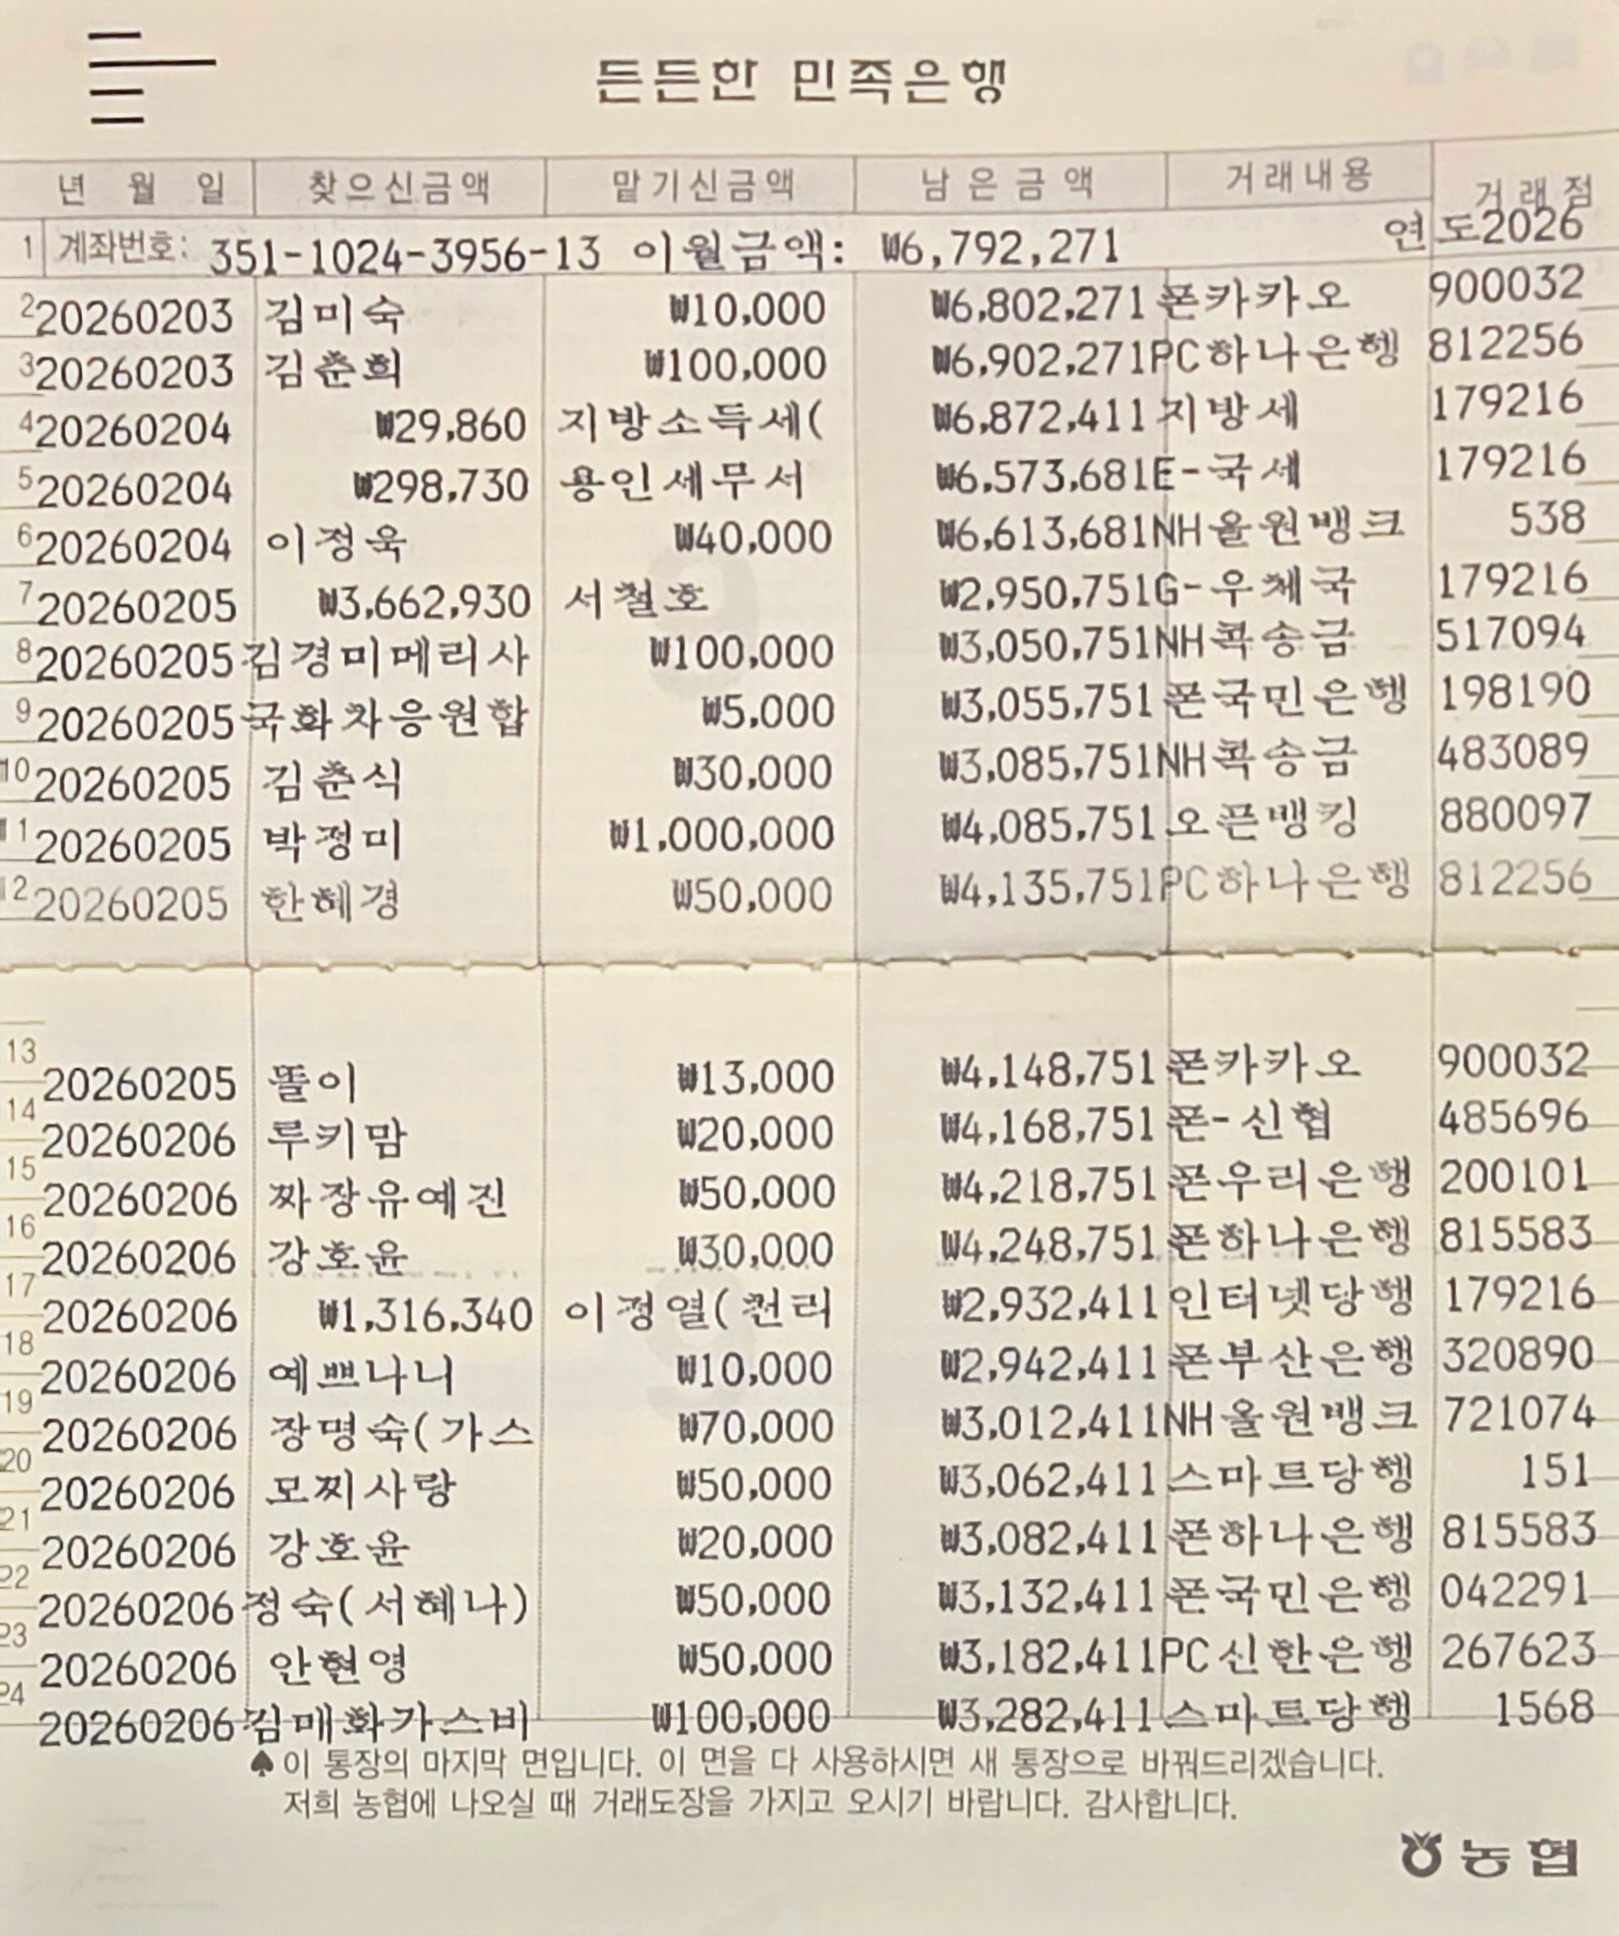 든든한 민족은행
년 월 일 찾으신금액 맡기신금액 남은금액 거래내용 거래점
1 계좌번호: 351-1024-3956-13 이월금액: ₩6,792,271 연도2026
2 20260203 김미숙 ₩10,000 ₩6,802,271 폰카카오 900032
3 20260203 김춘희 ₩100,000 ₩6,902,271 PC하나은행 812256
4 20260204 ₩29,860 지방소득세( ₩6,872,411 지방세 179216
5 20260204 ₩298,730 용인세무서 ₩6,573,681 E-국세 179216
6 20260204 이정욱 ₩40,000 ₩6,613,681 NH올원뱅크 538
7 20260205 ₩3,662,930 서철호 ₩2,950,751 G-우체국 179216
8 20260205 김경미메리사 ₩100,000 ₩3,050,751 NH콕송금 517094
9 20260205 국화차응원합 ₩5,000 ₩3,055,751 폰국민은행 198190
10 20260205 김춘식 ₩30,000 ₩3,085,751 NH콕송금 483089
11 20260205 박정미 ₩1,000,000 ₩4,085,751 오픈뱅킹 880097
12 20260205 한혜경 ₩50,000 ₩4,135,751 PC하나은행 812256
13 20260205 똘이 ₩13,000 ₩4,148,751 폰카카오 900032
14 20260206 루키맘 ₩20,000 ₩4,168,751 폰-신협 485696
15 20260206 짜장유예진 ₩50,000 ₩4,218,751 폰우리은행 200101
16 20260206 강호윤 ₩30,000 ₩4,248,751 폰하나은행 815583
17 20260206 ₩1,316,340 이정열(천리 ₩2,932,411 인터넷당행 179216
18 20260206 예쁘나니 ₩10,000 ₩2,942,411 폰부산은행 320890
19 20260206 장명숙(가스 ₩70,000 ₩3,012,411 NH올원뱅크 721074
20 20260206 모찌사랑 ₩50,000 ₩3,062,411 스마트당행 151
21 20260206 강호윤 ₩20,000 ₩3,082,411 폰하나은행 815583
22 20260206 정숙(서혜나) ₩50,000 ₩3,132,411 폰국민은행 042291
23 20260206 안현영 ₩50,000 ₩3,182,411 PC신한은행 267623
24 20260206 김매화가스비 ₩100,000 ₩3,282,411 스마트당행 1568
♠이 통장의 마지막 면입니다. 이 면을 다 사용하시면 새 통장으로 바꿔드리겠습니다.
저희 농협에 나오실 때 거래도장을 가지고 오시기 바랍니다. 감사합니다.
농협